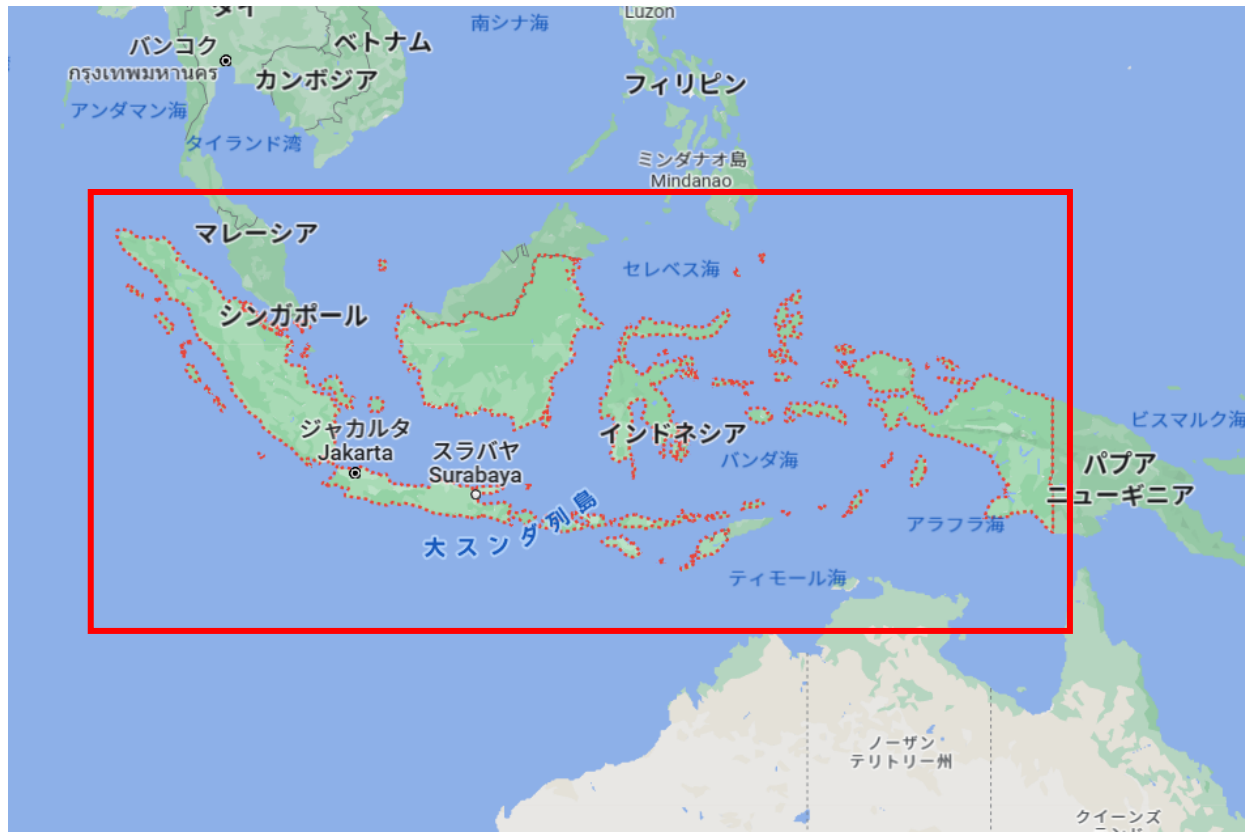 タイ
Luzon
南シナ海
バンコク
กรุงเทพมหานคร
ベトナム
カンボジア
フィリピン
アンダマン海
タイランド湾
ミンダナオ島
Mindanao
マレーシア
セレベス海
シンガポール
ジャカルタ
Jakarta
スラバヤ
Surabaya
インドネシア
バンダ海
ビスマルク海
パプア
ニューギニア
大スンダ列島
アラフラ海
ティモール海
ノーザン
テリトリー州
クイーンズ